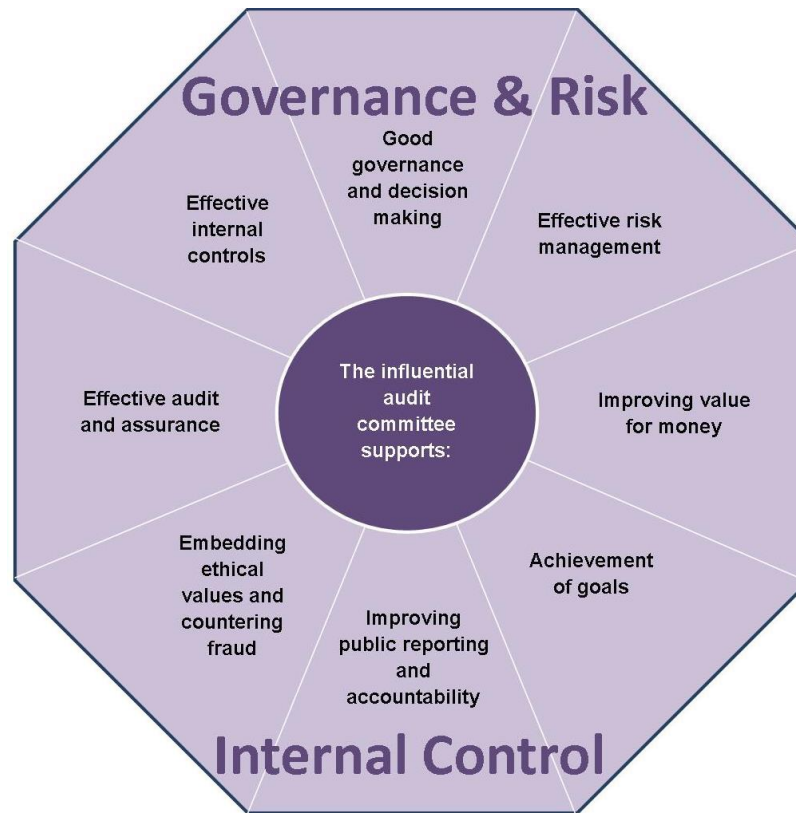 Governance & Risk
Good
governance
and decision
making
Effective risk
management
Improving value
for money
Achievement
of goals
Improving
public reporting
and
accountability
Embedding
ethical
values and
countering
fraud
Effective audit
and assurance
Effective
internal
controls
The influential
audit
committee
supports:
Internal Control